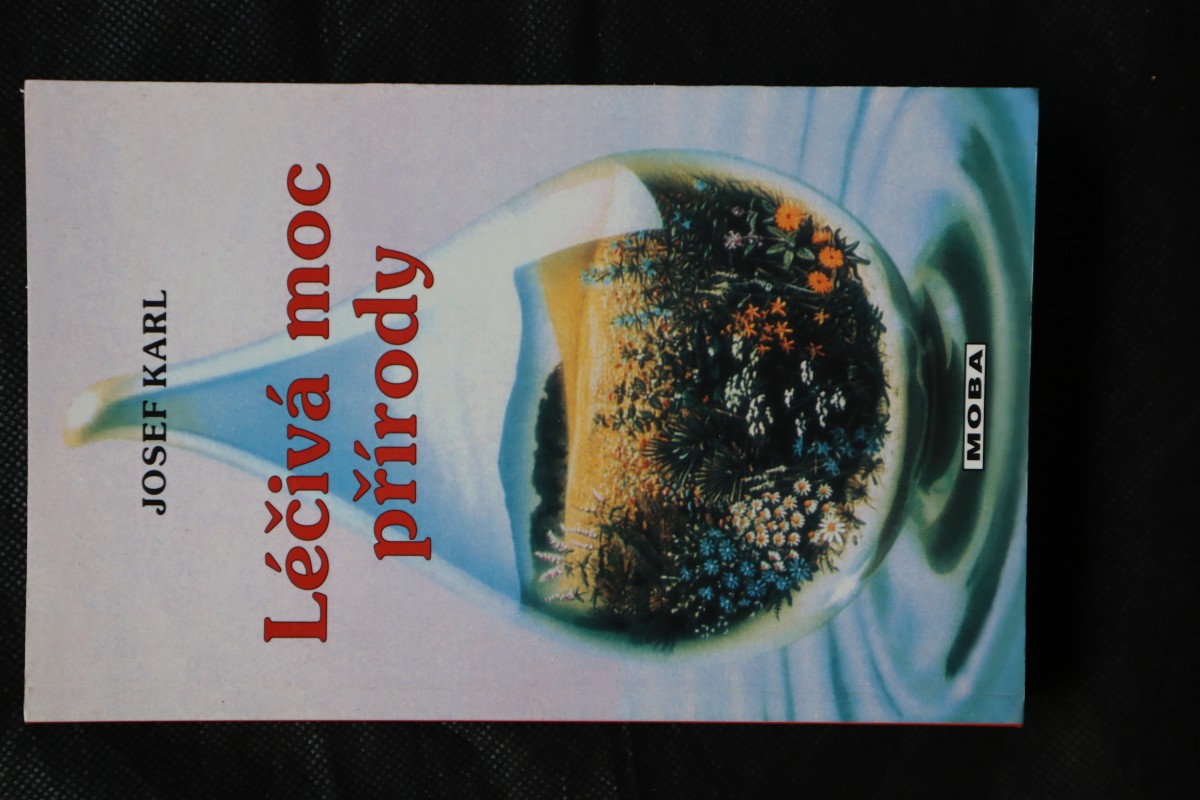 JOSEF KARL
Léčivá moc
přírody
MOBA